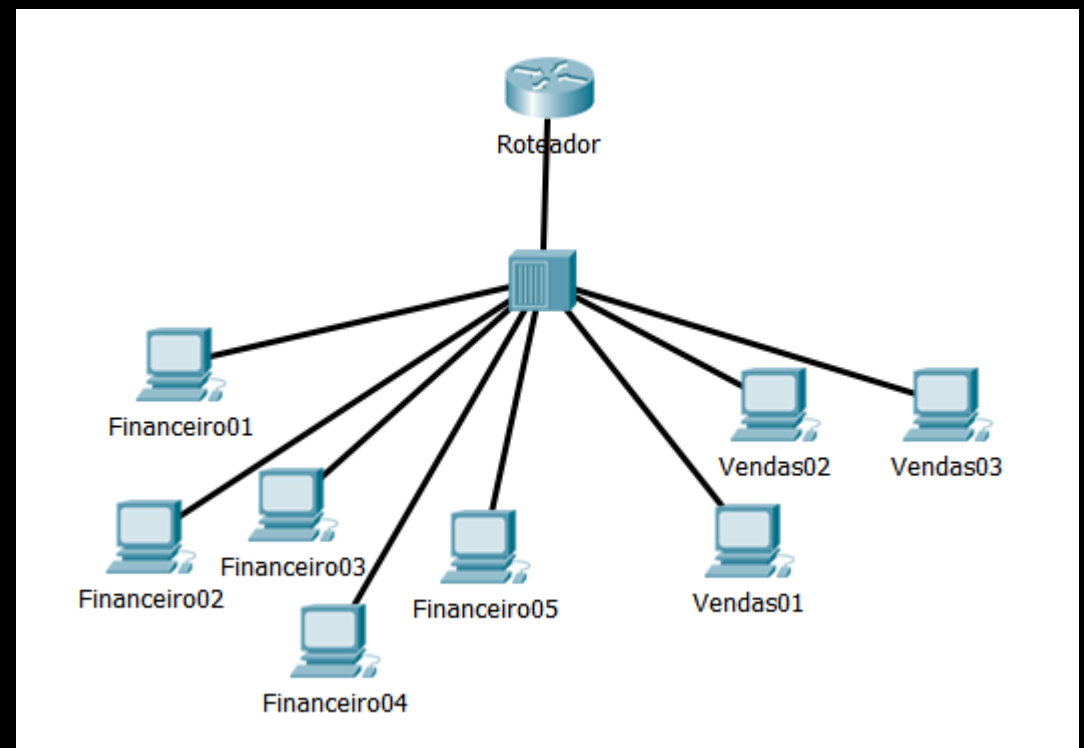 Roteador
Financeiro01
Vendas02
Vendas03
Financeiro03
Financeiro02
Financeiro05
Vendas01
Financeiro04